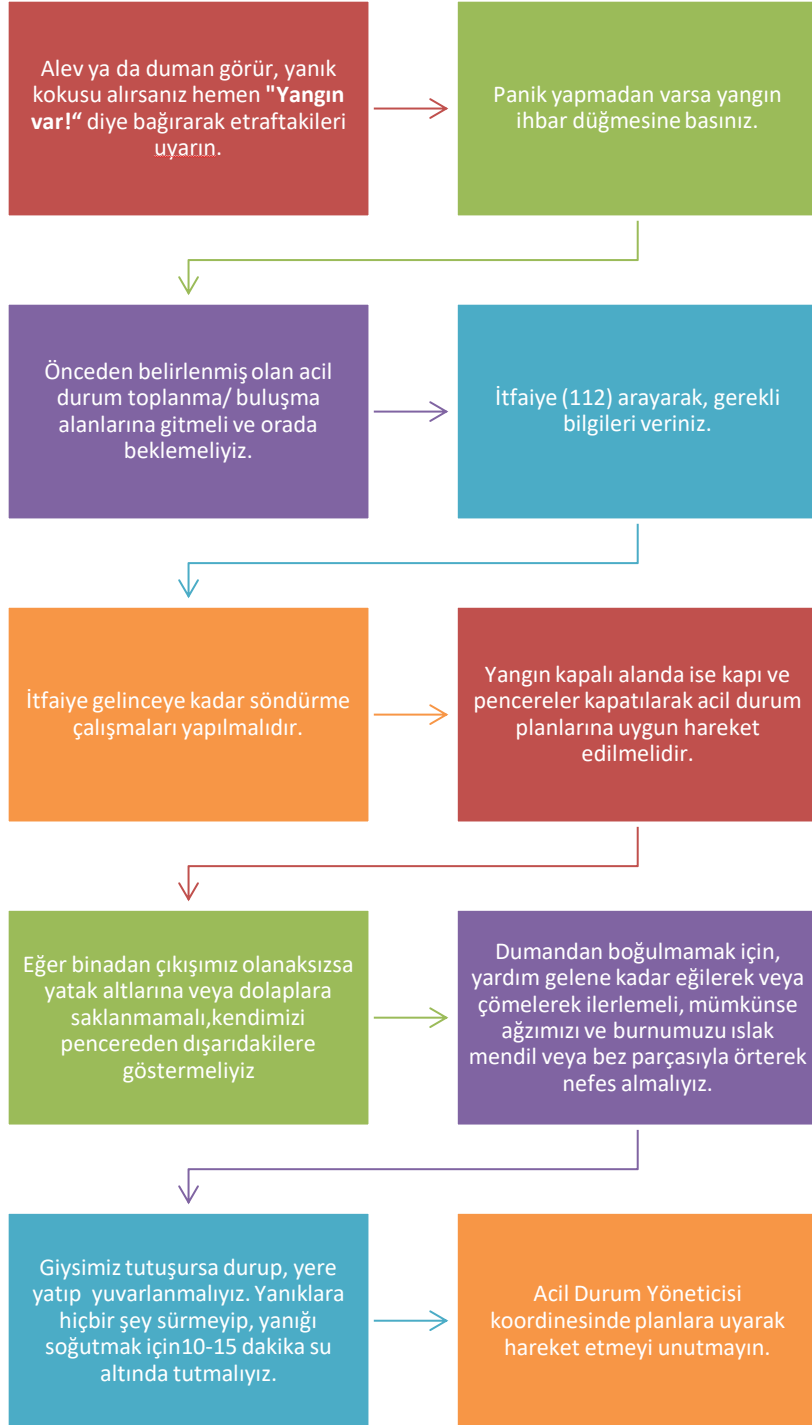 Alev ya da duman görür, yanık
kokusu alırsanız hemen "Yangın
var!“ diye bağırarak etraftakileri
uyarın.
Panik yapmadan varsa yangın
ihbar düğmesine basınız.
Önceden belirlenmiş olan acil
durum toplanma/ buluşma
alanlarına gitmeli ve orada
beklemeliyiz.
İtfaiye (112) arayarak, gerekli
bilgileri veriniz.
İtfaiye gelinceye kadar söndürme
çalışmaları yapılmalıdır.
Yangın kapalı alanda ise kapı ve
pencereler kapatılarak acil durum
planlarına uygun hareket
edilmelidir.
Eğer binadan çıkışımız olanaksızsa
yatak altlarına veya dolaplara
saklanmamalı,kendimizi
pencereden dışarıdakilere
göstermeliyiz
Dumandan boğulmamak için,
yardım gelene kadar eğilerek veya
çömelerek ilerlemeli, mümkünse
ağzımızı ve burnumuzu ıslak
mendil veya bez parçasıyla örterek
nefes almalıyız.
Giysimiz tutuşursa durup, yere
yatıp yuvarlanmalıyız. Yanıklara
hiçbir şey sürmeyip, yanığı
soğutmak için10-15 dakika su
altında tutmalıyız.
Acil Durum Yöneticisi
koordinesinde planlara uyarak
hareket etmeyi unutmayın.